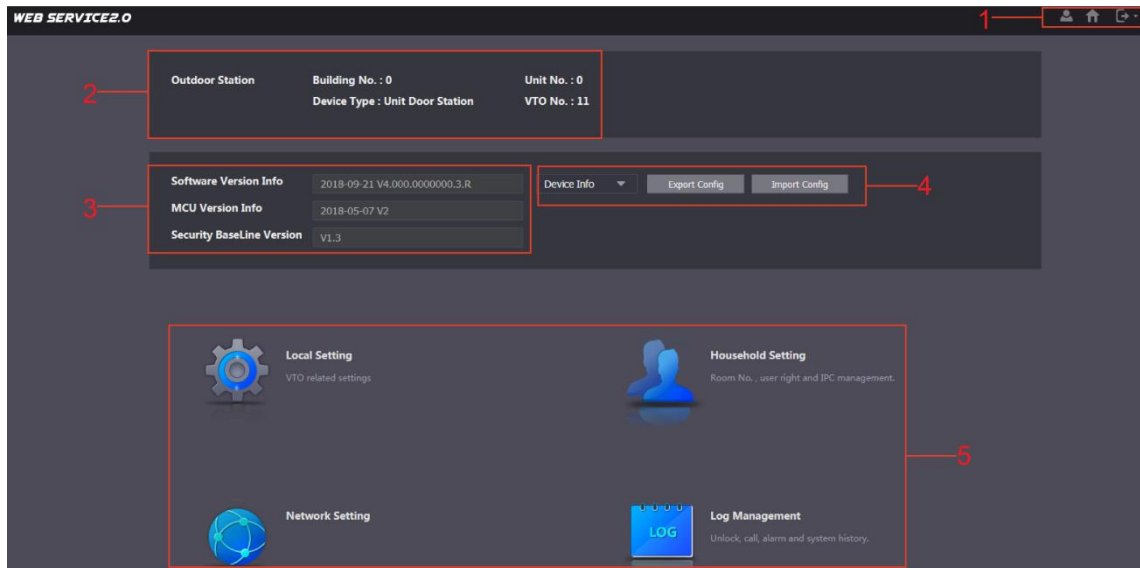 WEB SERVICE2.0
1
2
Outdoor Station Building No. : 0 Unit No. : 0
Device Type : Unit Door Station VTO No. : 11
3
Software Version Info 2018-09-21 V4.000.0000000.3.R Device Info Export Config Import Config
4
MCU Version Info 2018-05-07 V2
Security BaseLine Version V1.3
Local Setting
VTO related settings
Household Setting
Room No. , user right and IPC management.
5
Network Setting
LOG
Log Management
Unlock, call, alarm and system history.